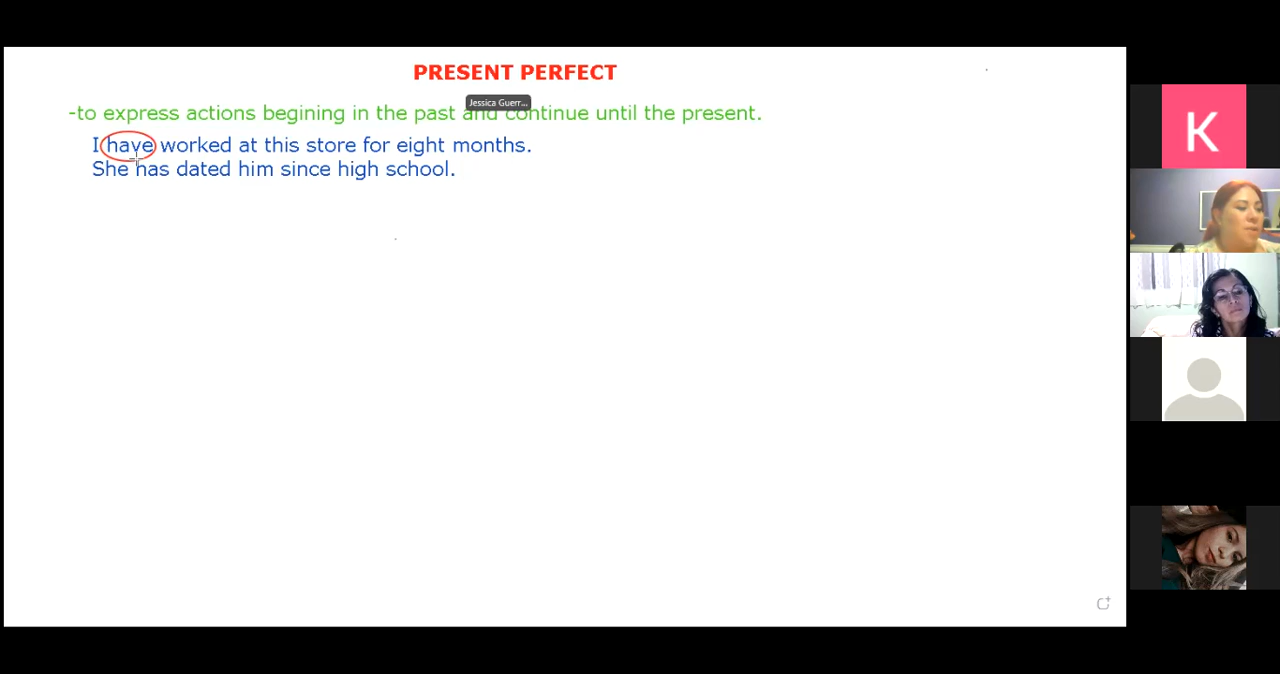 PRESENT PERFECT
Jessica Guerr...
-to express actions begining in the past and continue until the present.
I have worked at this store for eight months.
She has dated him since high school.
K